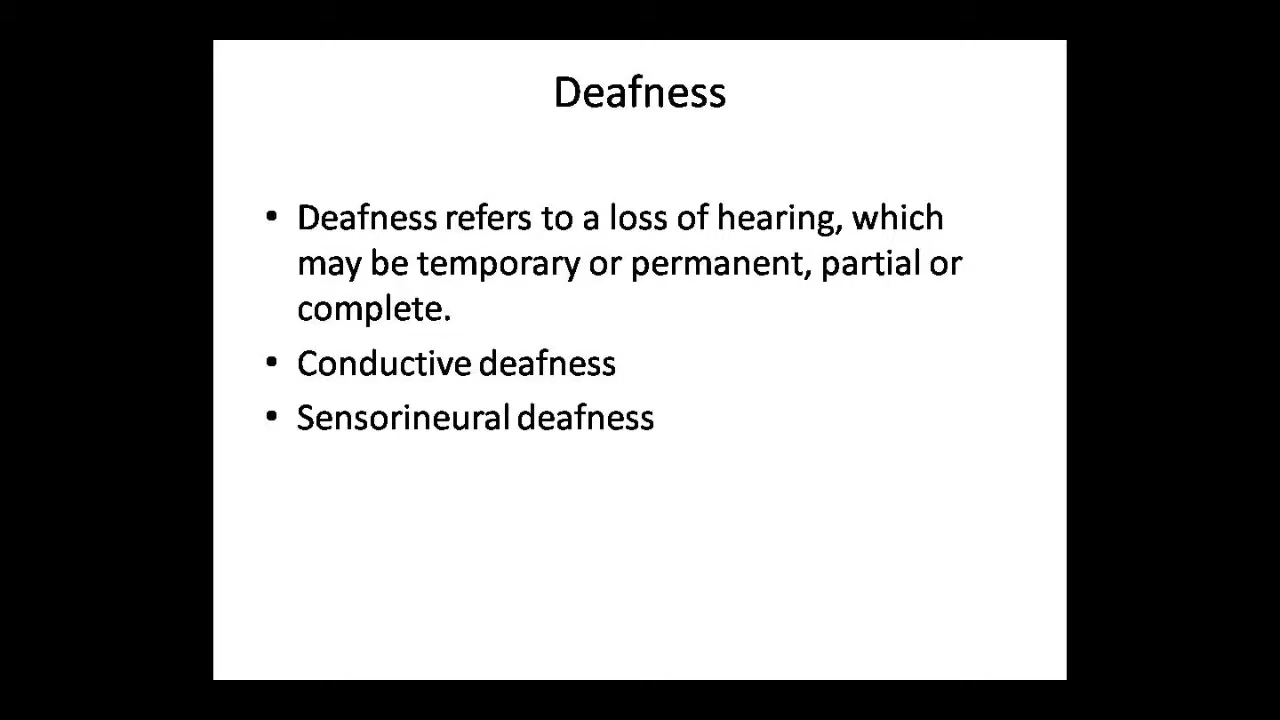 Deafness
• Deafness refers to a loss of hearing, which
may be temporary or permanent, partial or
complete.
• Conductive deafness
• Sensorineural deafness